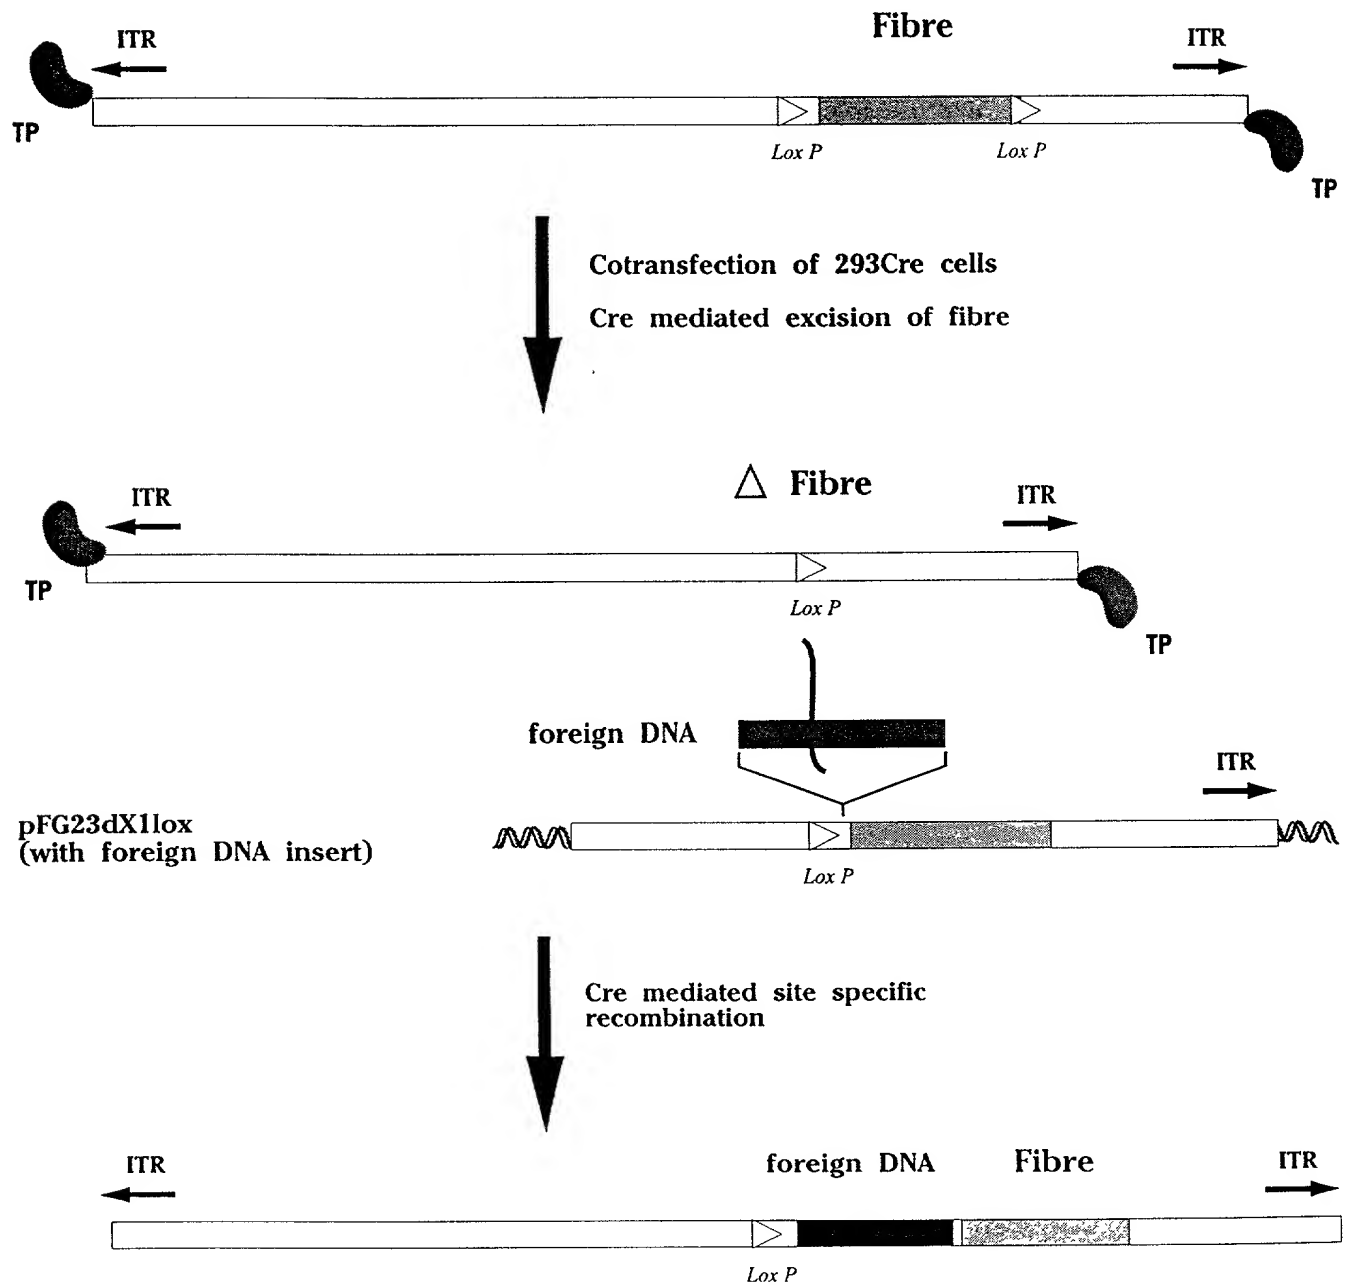 Fibre
ITR
ITR
TP
Lox P
Lox P
TP
Cotransfection of 293Cre cells
Cre mediated excision of fibre
△ Fibre
ITR
ITR
TP
Lox P
TP
foreign DNA
ITR
pFG23dX1lox
(with foreign DNA insert)
Lox P
Cre mediated site specific
recombination
ITR
foreign DNA
Fibre
ITR
Lox P